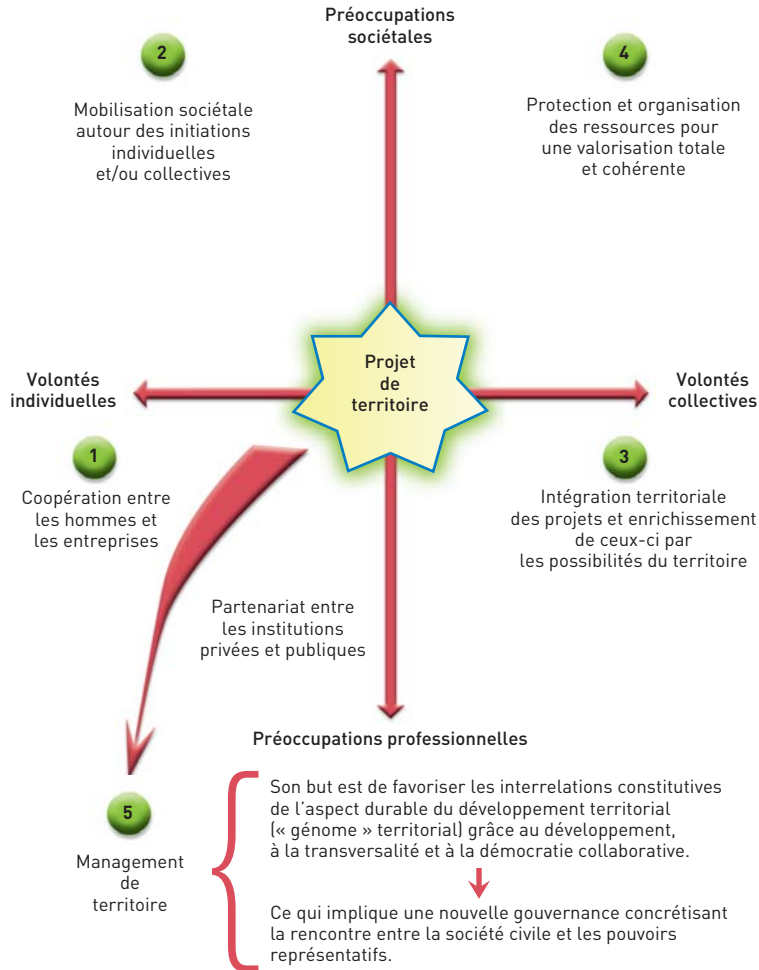 Préoccupations
sociétales
2
Mobilisation sociétale
autour des initiations
individuelles
et/ou collectives
4
Protection et organisation
des ressources pour
une valorisation totale
et cohérente
Projet
de
territoire
Volontés
individuelles
Volontés
collectives
1
Coopération entre
les hommes et
les entreprises
3
Intégration territoriale
des projets et enrichissement
de ceux-ci par
les possibilités du territoire
Partenariat entre
les institutions
privées et publiques
Préoccupations professionnelles
5
Management
de
territoire
Son but est de favoriser les interrelations constitutives
de l’aspect durable du développement territorial
(« génome » territorial) grâce au développement,
à la transversalité et à la démocratie collaborative.
Ce qui implique une nouvelle gouvernance concrétisant
la rencontre entre la société civile et les pouvoirs
représentatifs.